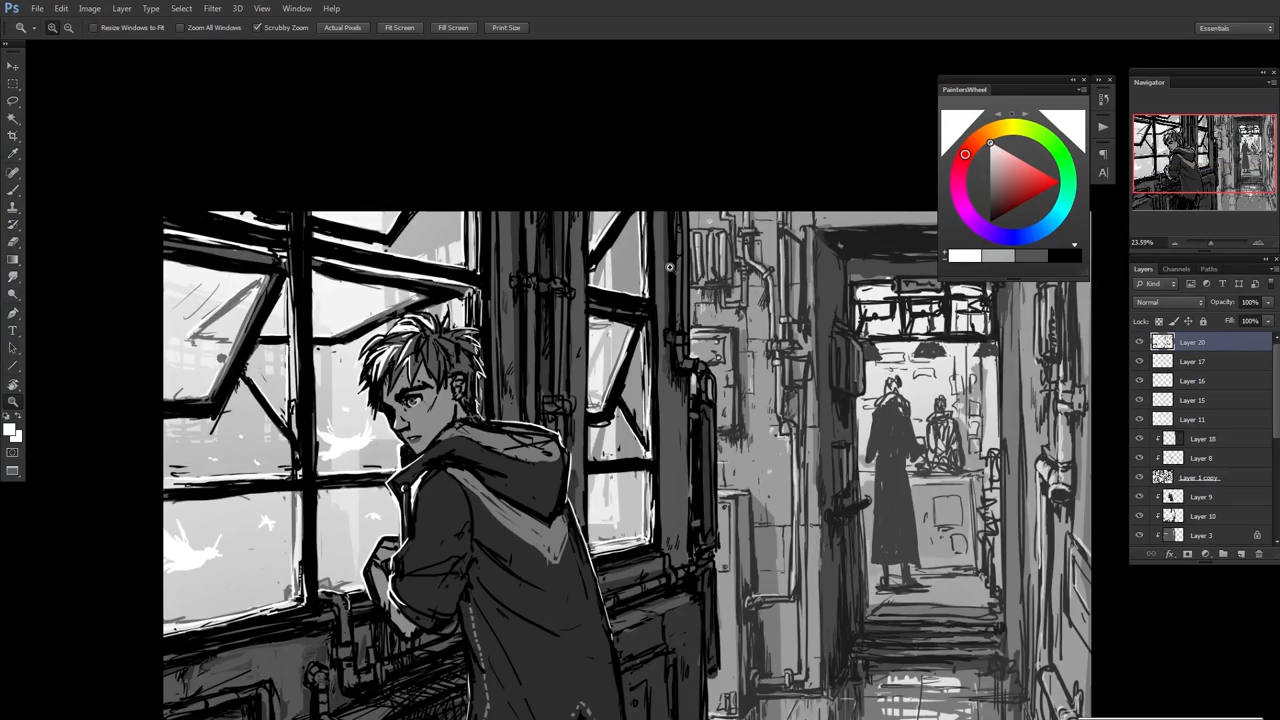 Ps File Edit Image Layer Type Select Filter 3D View Window Help
Resize Windows to Fit Zoom All Windows Scrubby Zoom Actual Pixels Fit Screen Fill Screen Print Size Essentials
PaintersWheel
Navigator
23.59%
Layers Channels Paths
Kind
Normal Opacity: 100%
Lock: Fill: 100%
Layer 20
Layer 17
Layer 16
Layer 15
Layer 11
Layer 18
Layer 8
Layer 1 copy
Layer 9
Layer 10
Layer 3